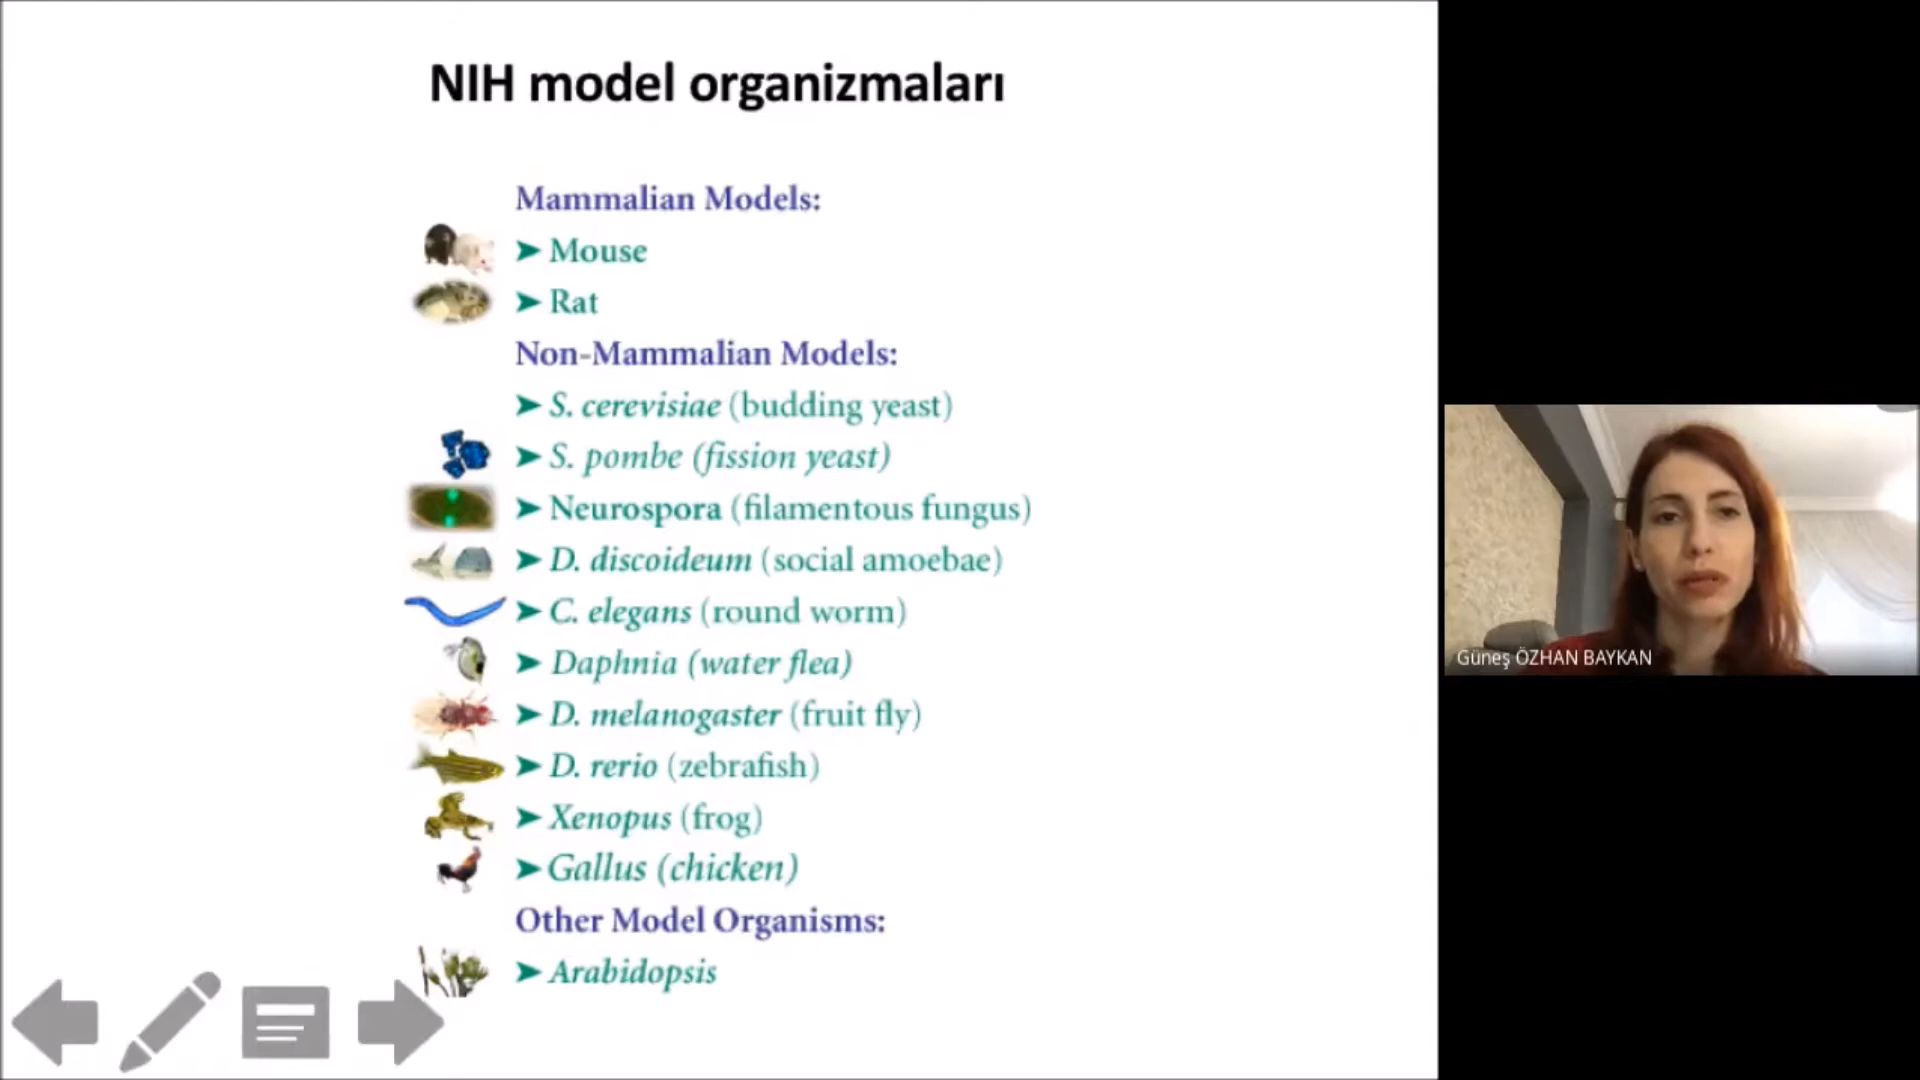 NIH model organizmaları
Mammalian Models:
➤ Mouse
➤ Rat
Non-Mammalian Models:
➤ S. cerevisiae (budding yeast)
➤ S. pombe (fission yeast)
➤ Neurospora (filamentous fungus)
➤ D. discoideum (social amoebae)
➤ C. elegans (round worm)
➤ Daphnia (water flea)
➤ D. melanogaster (fruit fly)
➤ D. rerio (zebrafish)
➤ Xenopus (frog)
➤ Gallus (chicken)
Other Model Organisms:
➤ Arabidopsis
Güneş ÖZHAN BAYKAN